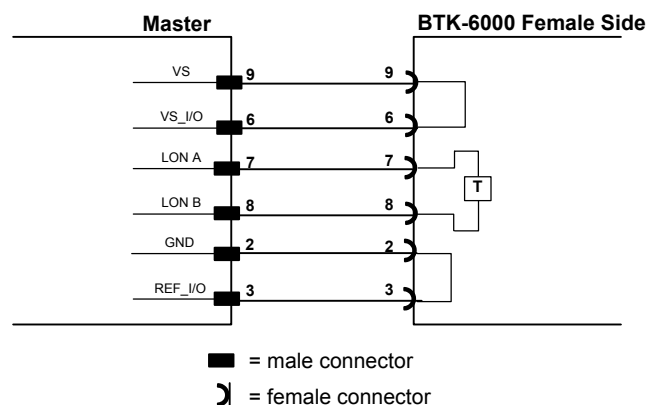 Master BTK-6000 Female Side
VS 9 9
VS_I/O 6 6
LON A 7 7
T
LON B 8 8
GND 2 2
REF_I/O 3 3
= male connector
= female connector